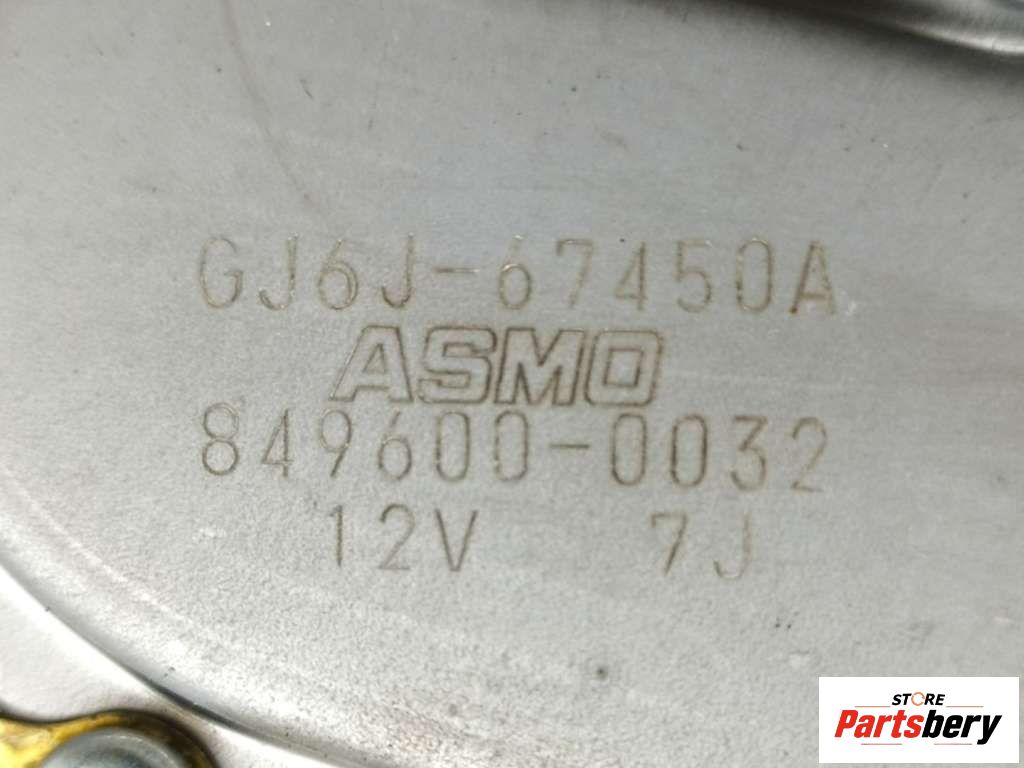 GJ6J-67450A
ASMO
849600-0032
12V 7J
STORE
Partsbery